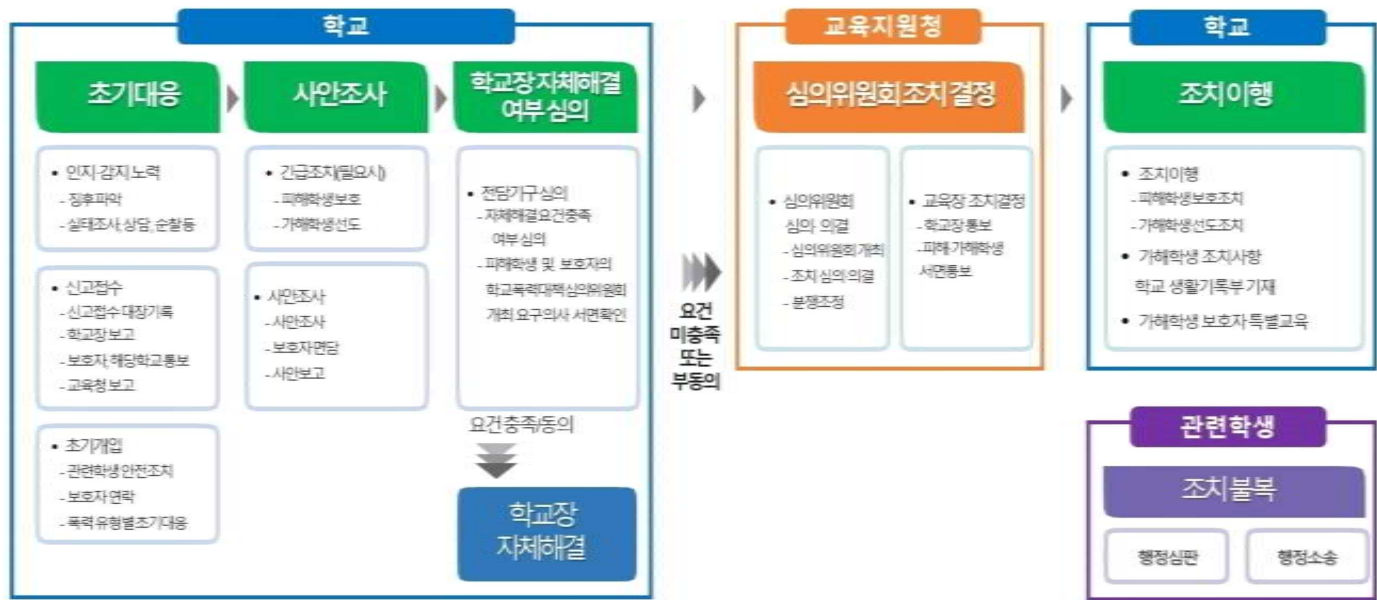 학교
초기대응
• 인지·감지 노력
- 징후파악
- 실태조사, 상담, 순찰 등
• 신고접수
- 신고접수 대장기록
- 학교장 보고
- 보호자, 해당학교 통보
- 교육청 보고
• 초기개입
- 관련학생 안전조치
- 보호자 연락
- 폭력 유형별 초기대응
사안조사
• 긴급조치(필요시)
- 피해학생 보호
- 가해학생 선도
• 사안조사
- 사안조사
- 보호자 면담
- 사안보고
학교장 자체해결
여부 심의
• 전담기구 심의
- 자체해결 요건충족
여부 심의
- 피해학생 및 보호자의
학교폭력대책심의위원회
개최 요구의사 서면확인
요건 충족/동의
학교장
자체해결
요건
미충족
또는
부동의
교육지원청
심의위원회 조치 결정
• 심의위원회
심의·의결
- 심의위원회 개최
- 조치 심의·의결
- 분쟁조정
• 교육장 조치결정
- 학교장 통보
- 피해·가해학생
서면통보
학교
조치 이행
• 조치이행
- 피해학생 보호조치
- 가해학생 선도조치
• 가해학생 조치사항
학교 생활기록부 기재
• 가해학생 보호자 특별교육
관련학생
조치 불복
행정심판
행정소송